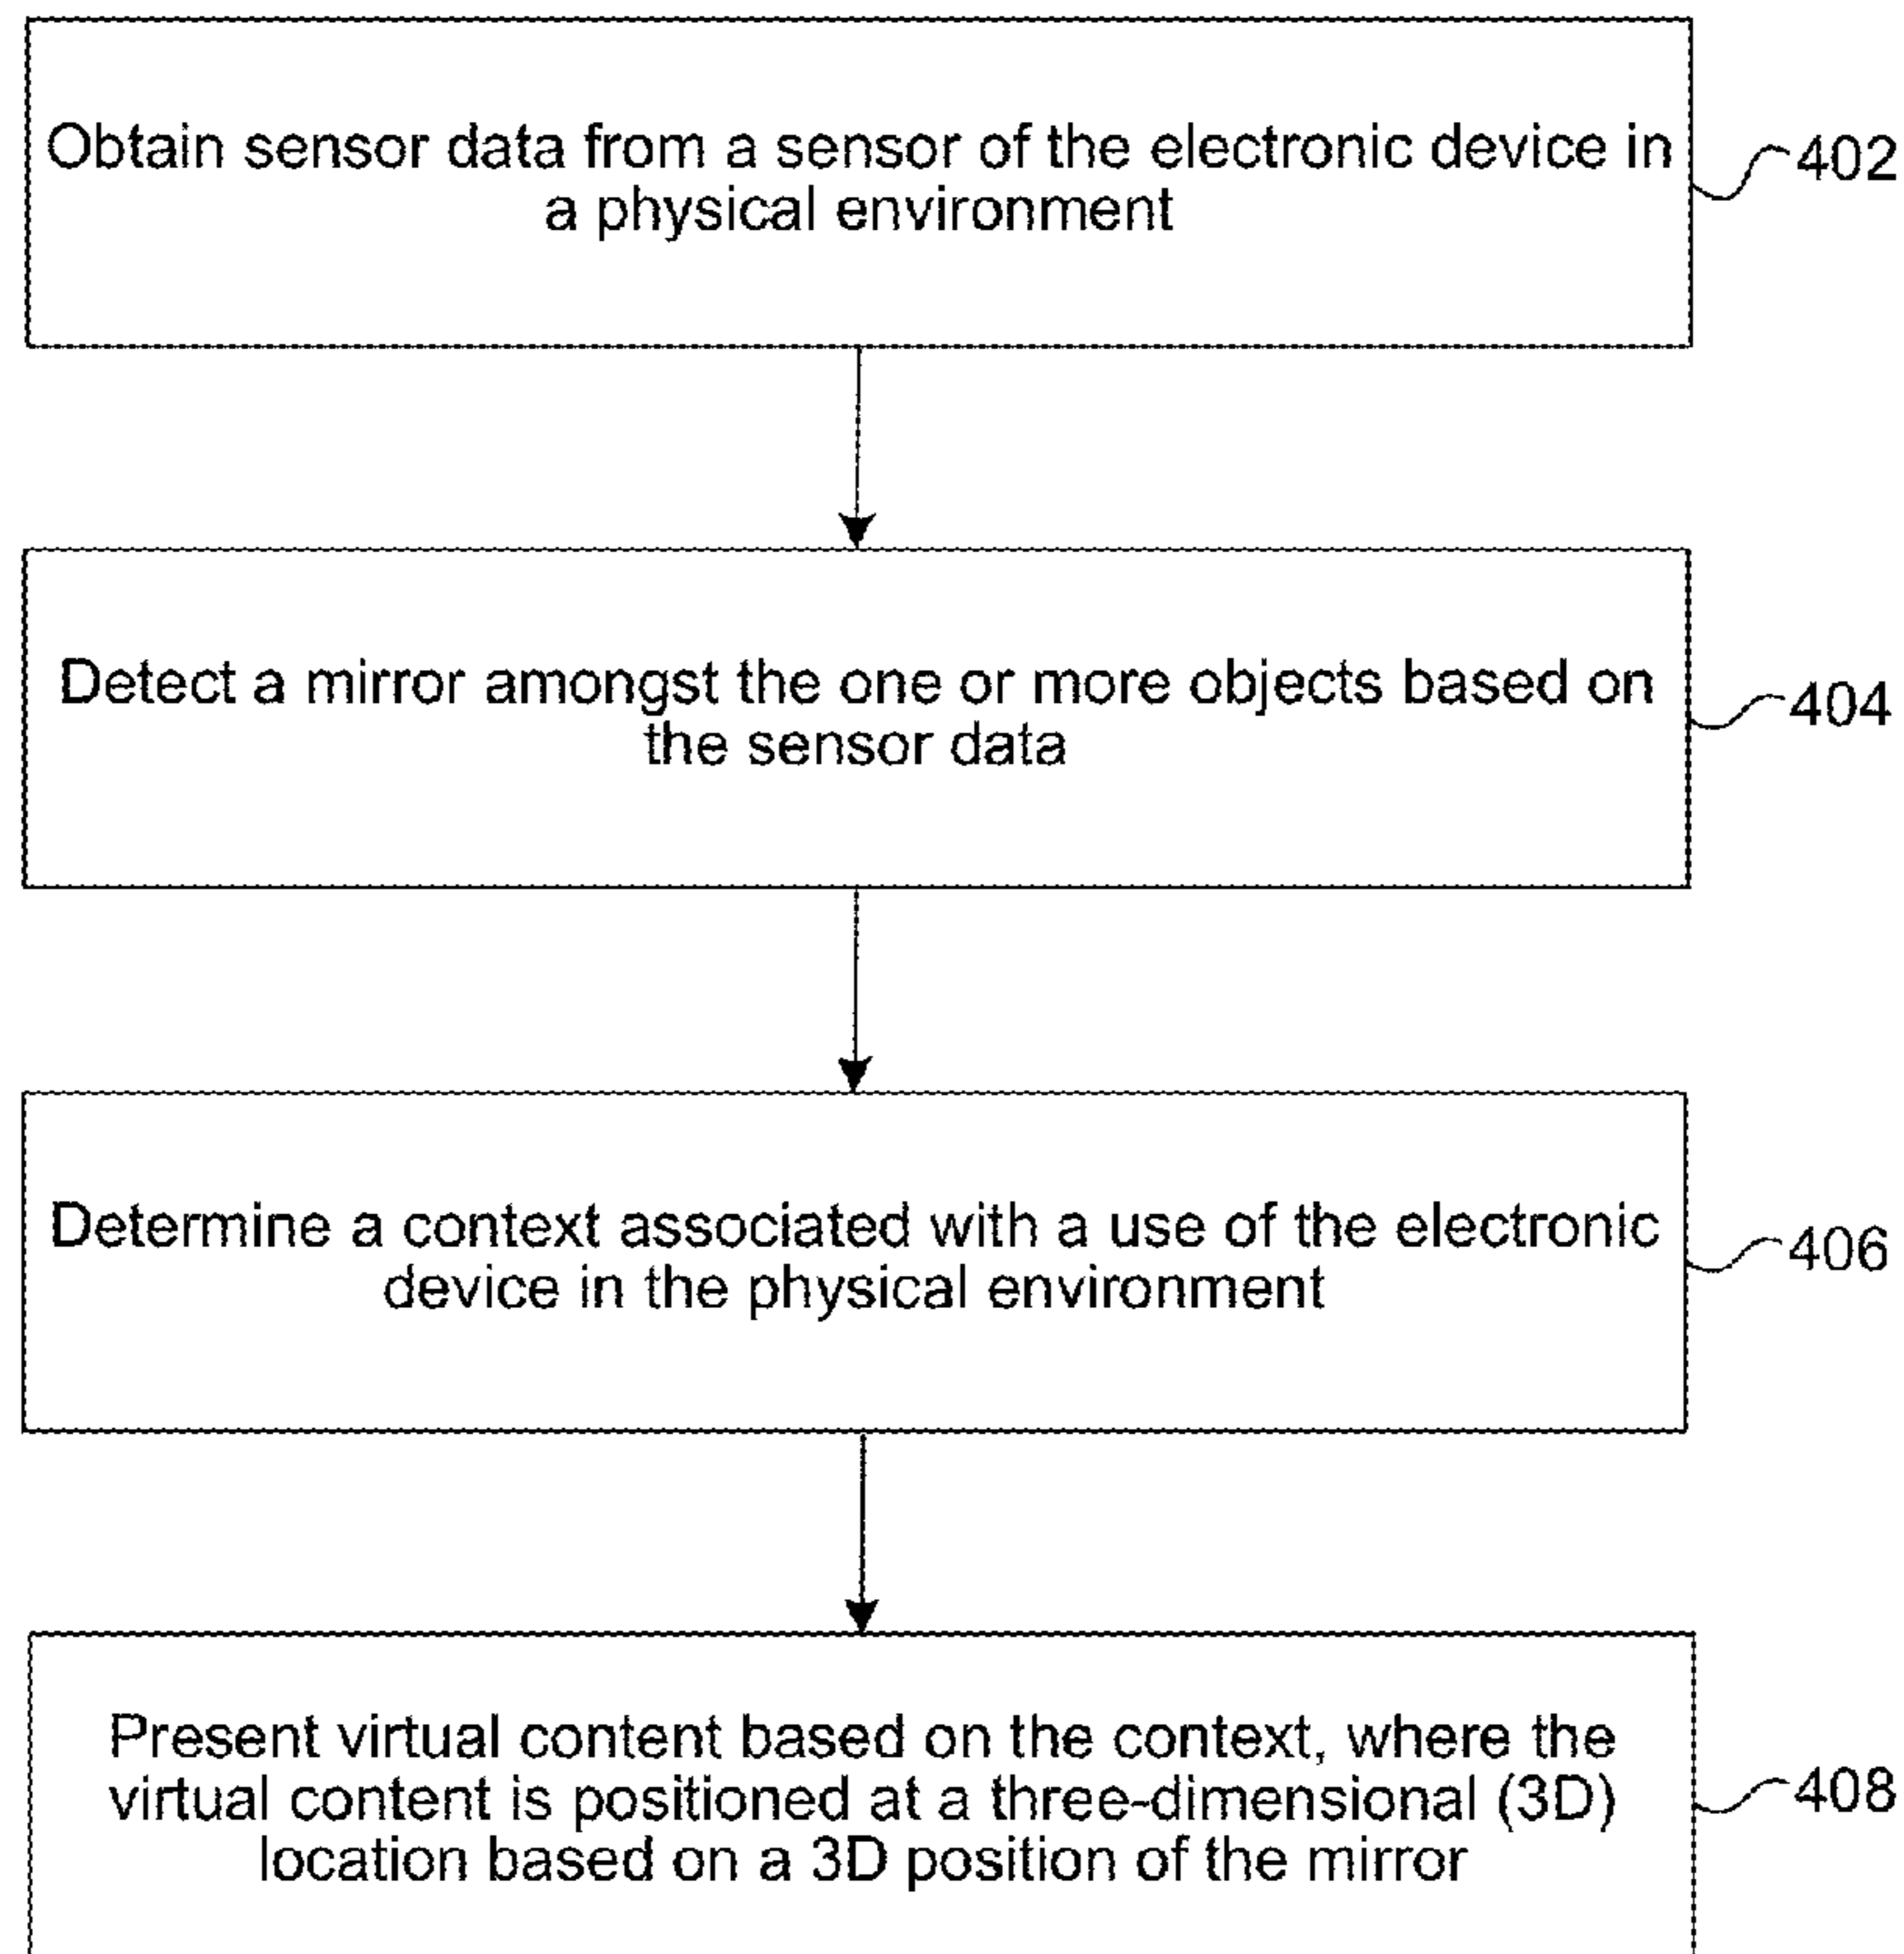 Obtain sensor data from a sensor of the electronic device in
a physical environment
402
Detect a mirror amongst the one or more objects based on
the sensor data
404
Determine a context associated with a use of the electronic
device in the physical environment
406
Present virtual content based on the context, where the
virtual content is positioned at a three-dimensional (3D)
location based on a 3D position of the mirror
408